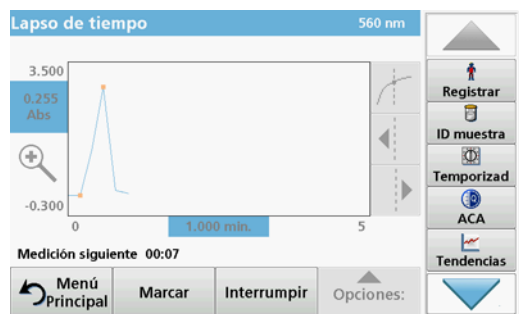 Lapso de tiempo 560 nm
3.500
0.255
Abs
-0.300
0 1.000 min. 5
Medición siguiente 00:07
Menú Principal
Marcar
Interrumpir
Opciones:
Registrar
ID muestra
Temporizad
ACA
Tendencias